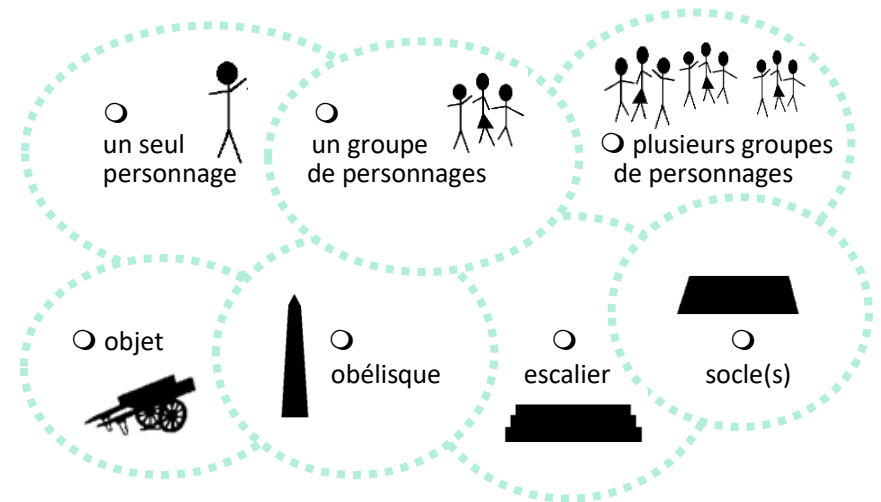 un seul
personnage
un groupe
de personnages
plusieurs groupes
de personnages
objet
obélisque
escalier
socle(s)